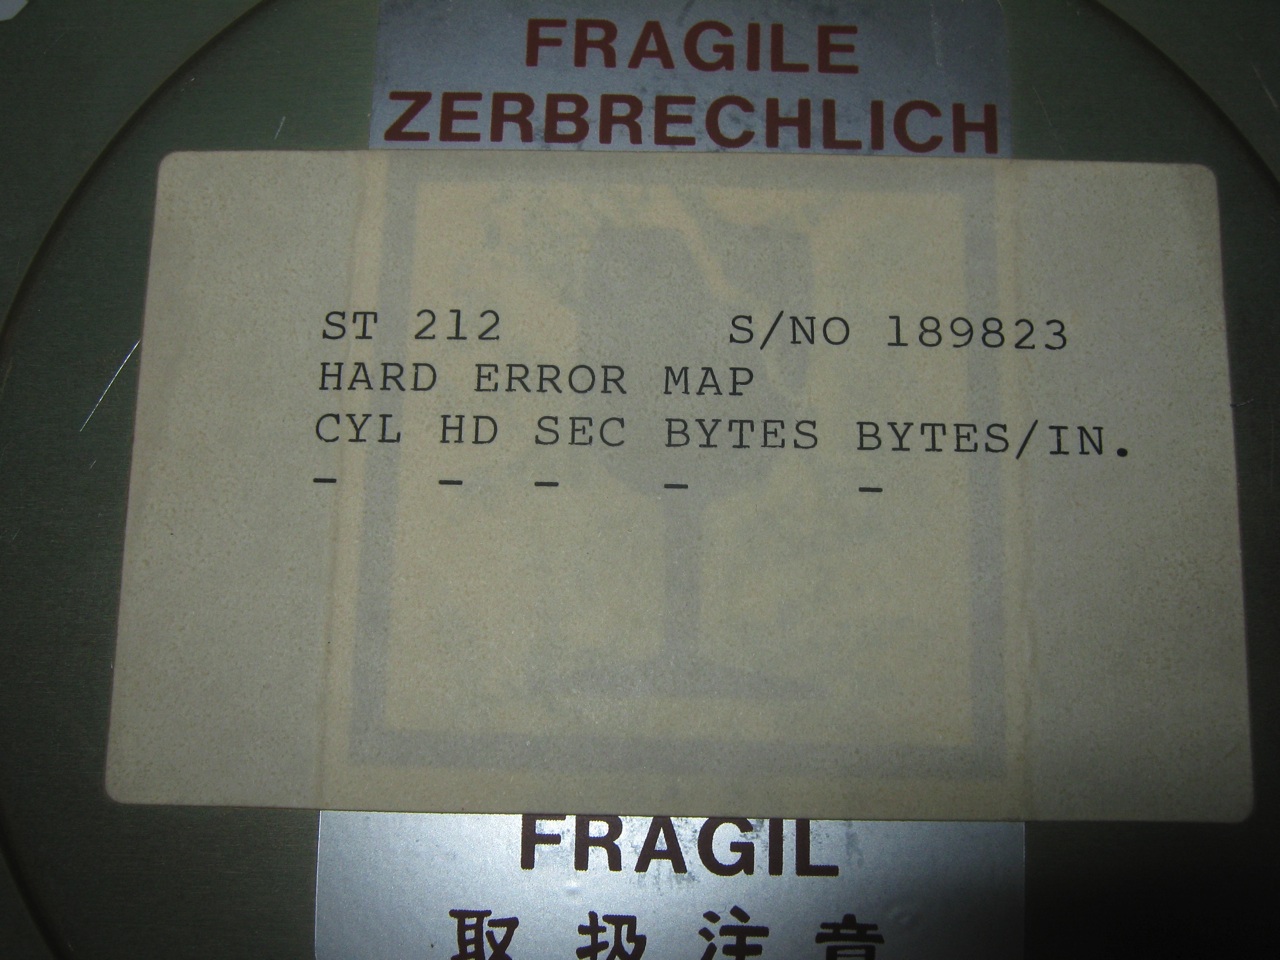 FRAGILE
ZERBRECHLICH
ST 212 S/NO 189823
HARD ERROR MAP
CYL HD SEC BYTES BYTES/IN.
- - - - -
FRAGIL
取扱注意